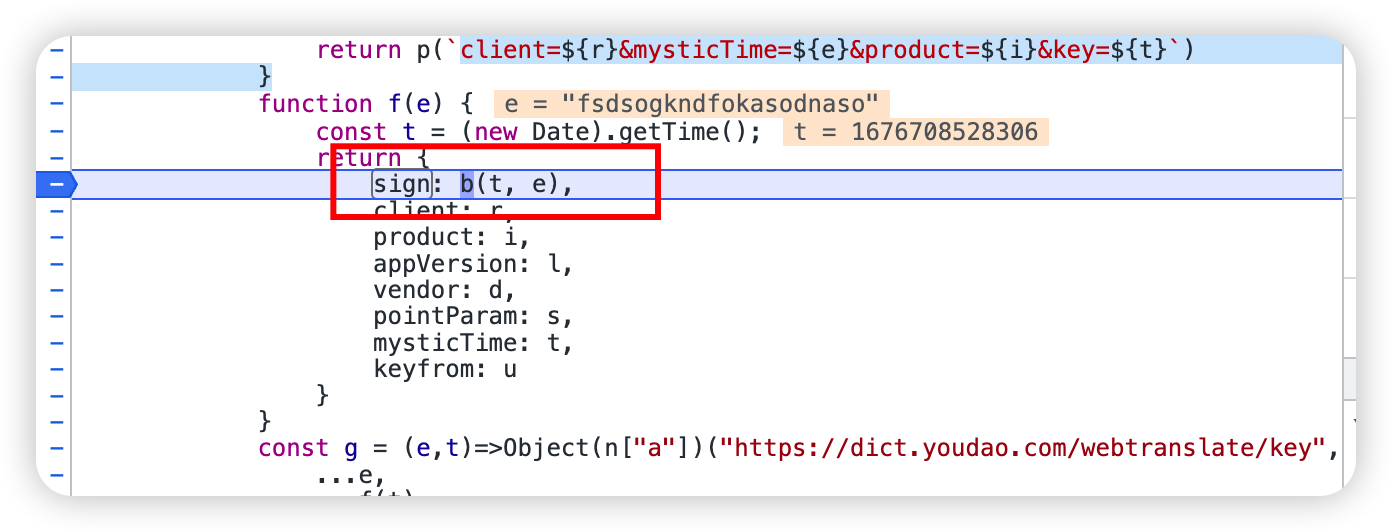 return p(`client=${r}&mysticTime=${e}&product=${i}&key=${t}`)
}
function f(e) { e = "fsdsogkndfokasodnaso"
const t = (new Date).getTime(); t = 1676708528306
return {
sign: b(t, e),
client: r,
product: i,
appVersion: l,
vendor: d,
pointParam: s,
mysticTime: t,
keyfrom: u
}
}
const g = (e,t)=>Object(n["a"])("https://dict.youdao.com/webtranslate/key",
...e,
...f(t)